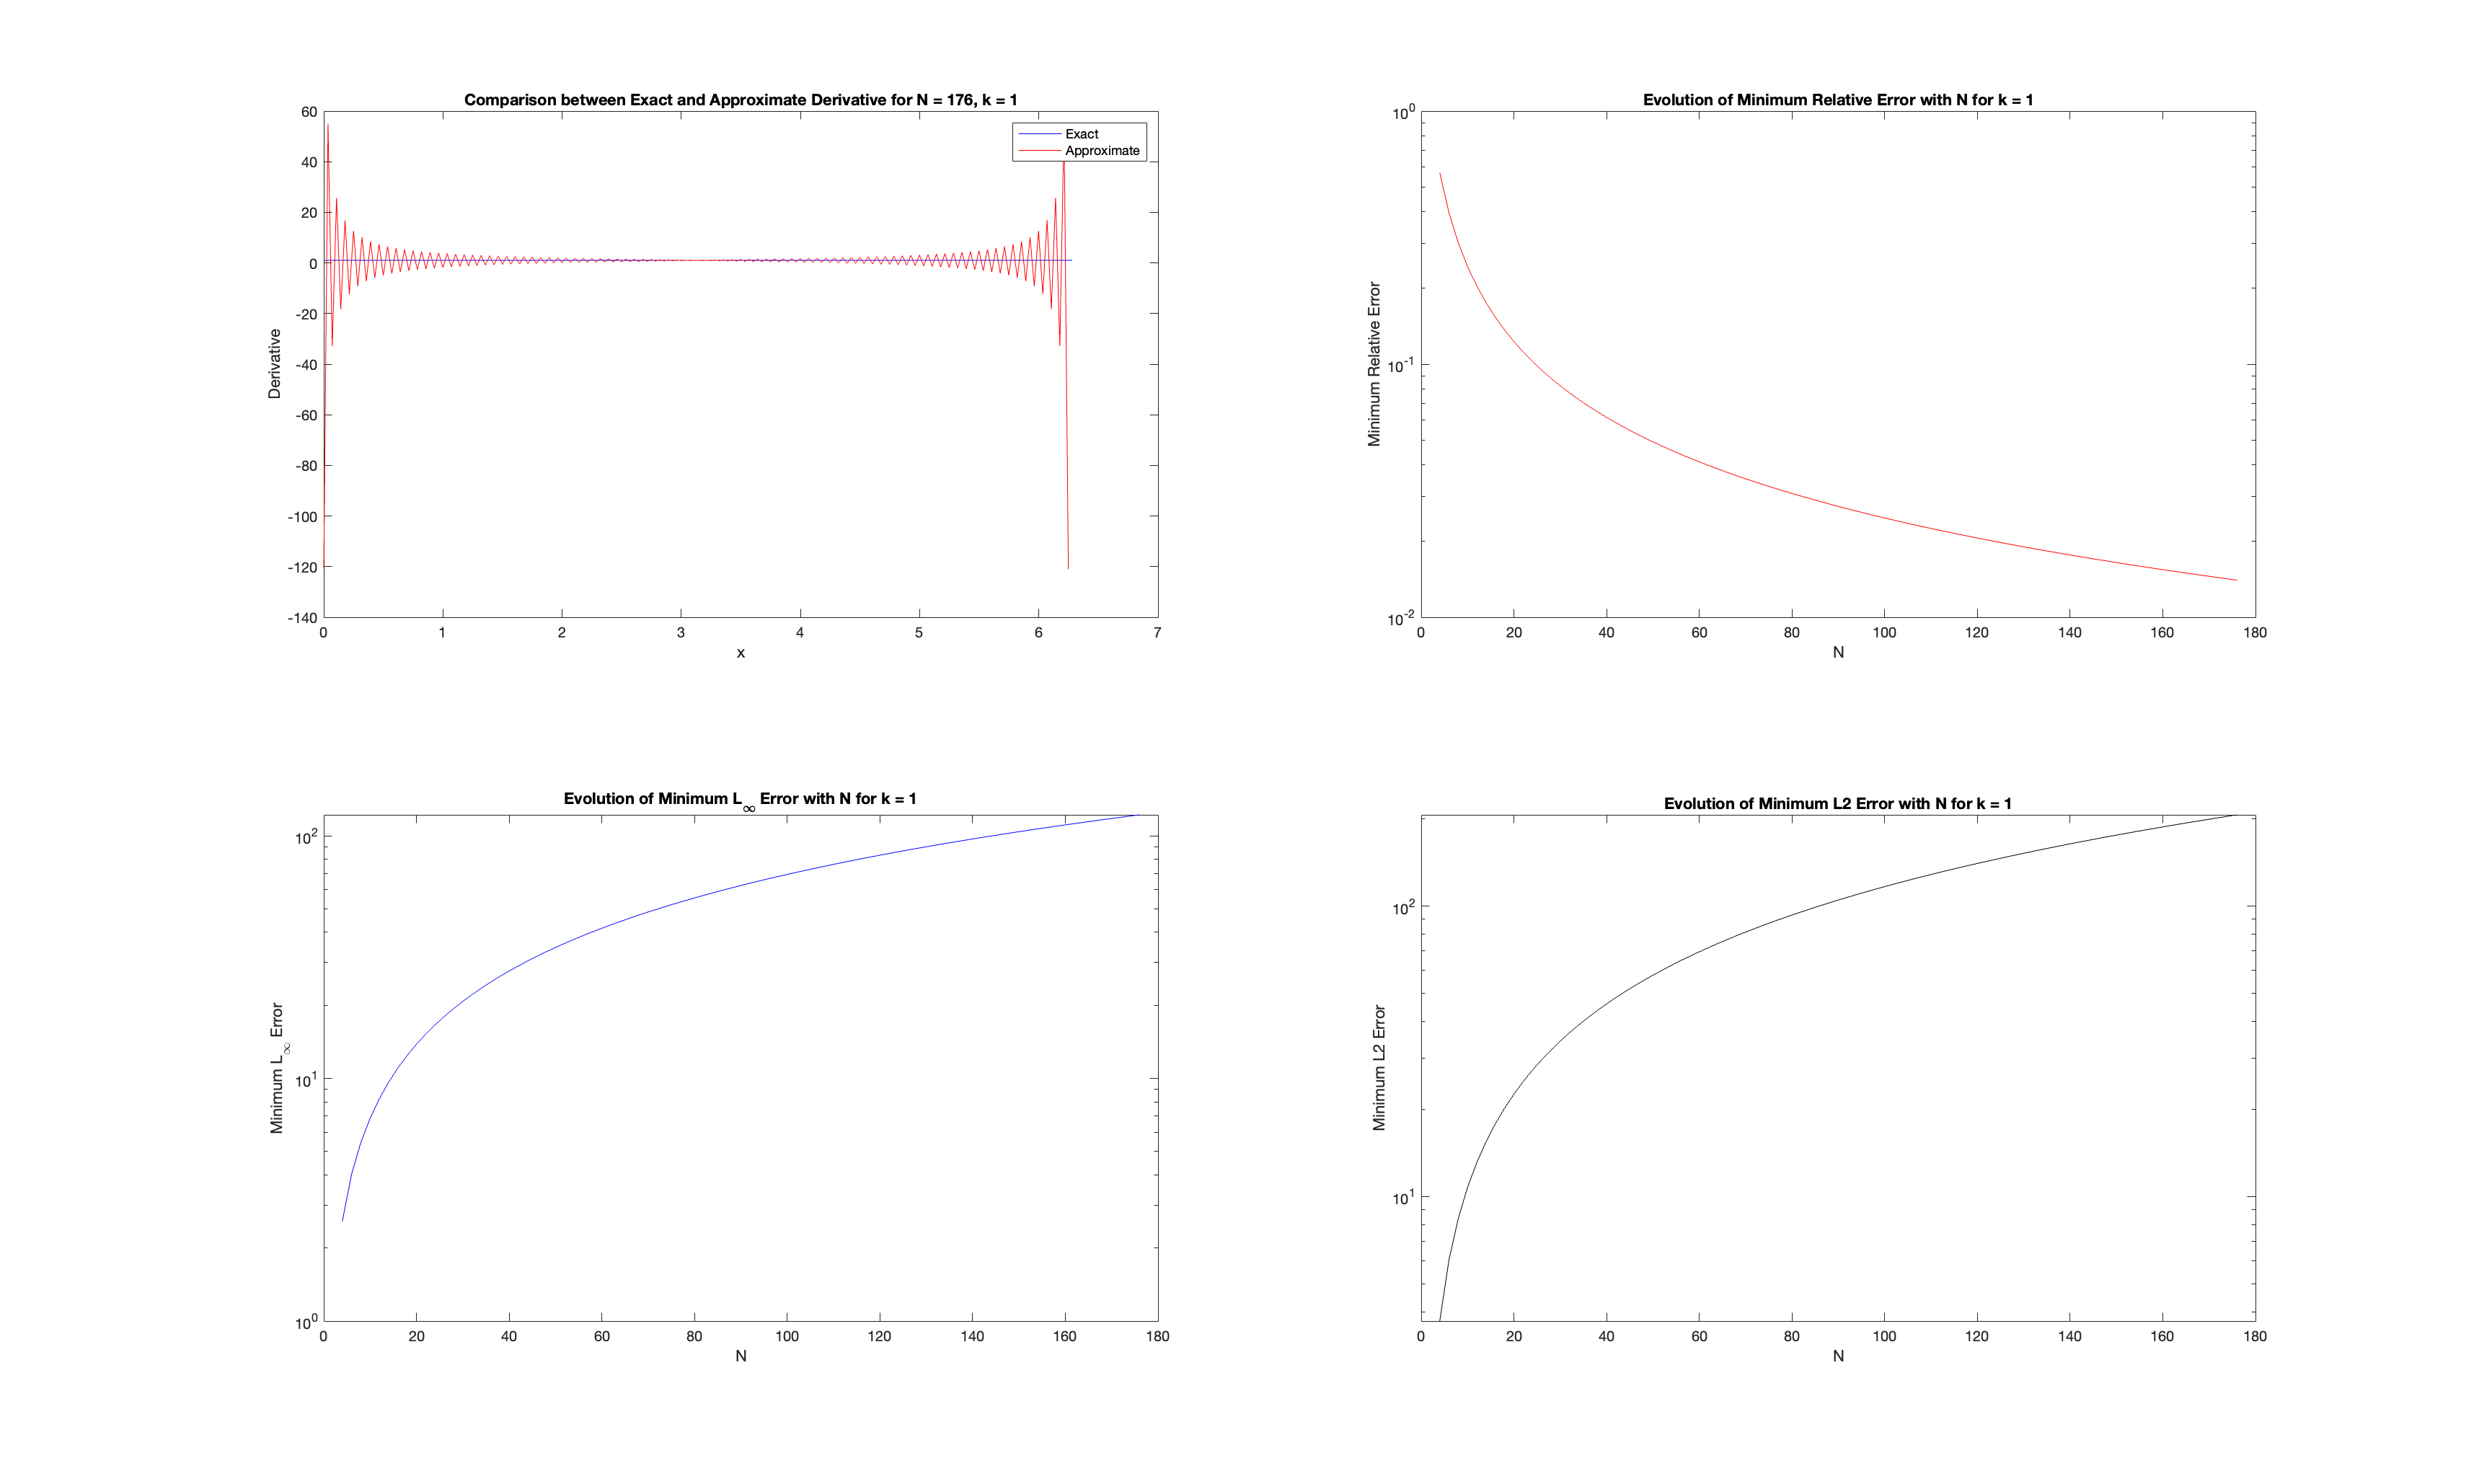 Comparison between Exact and Approximate Derivative for N = 176, k = 1
60
40
20
0
-20
-40
-60
-80
-100
-120
-140
Derivative
Exact
Approximate
0 1 2 3 4 5 6 7
x
Evolution of Minimum Relative Error with N for k = 1
10^0
10^-1
10^-2
Minimum Relative Error
0 20 40 60 80 100 120 140 160 180
N
Evolution of Minimum L_∞ Error with N for k = 1
10^2
10^1
10^0
Minimum L_∞ Error
0 20 40 60 80 100 120 140 160 180
N
Evolution of Minimum L2 Error with N for k = 1
10^2
10^1
Minimum L2 Error
0 20 40 60 80 100 120 140 160 180
N